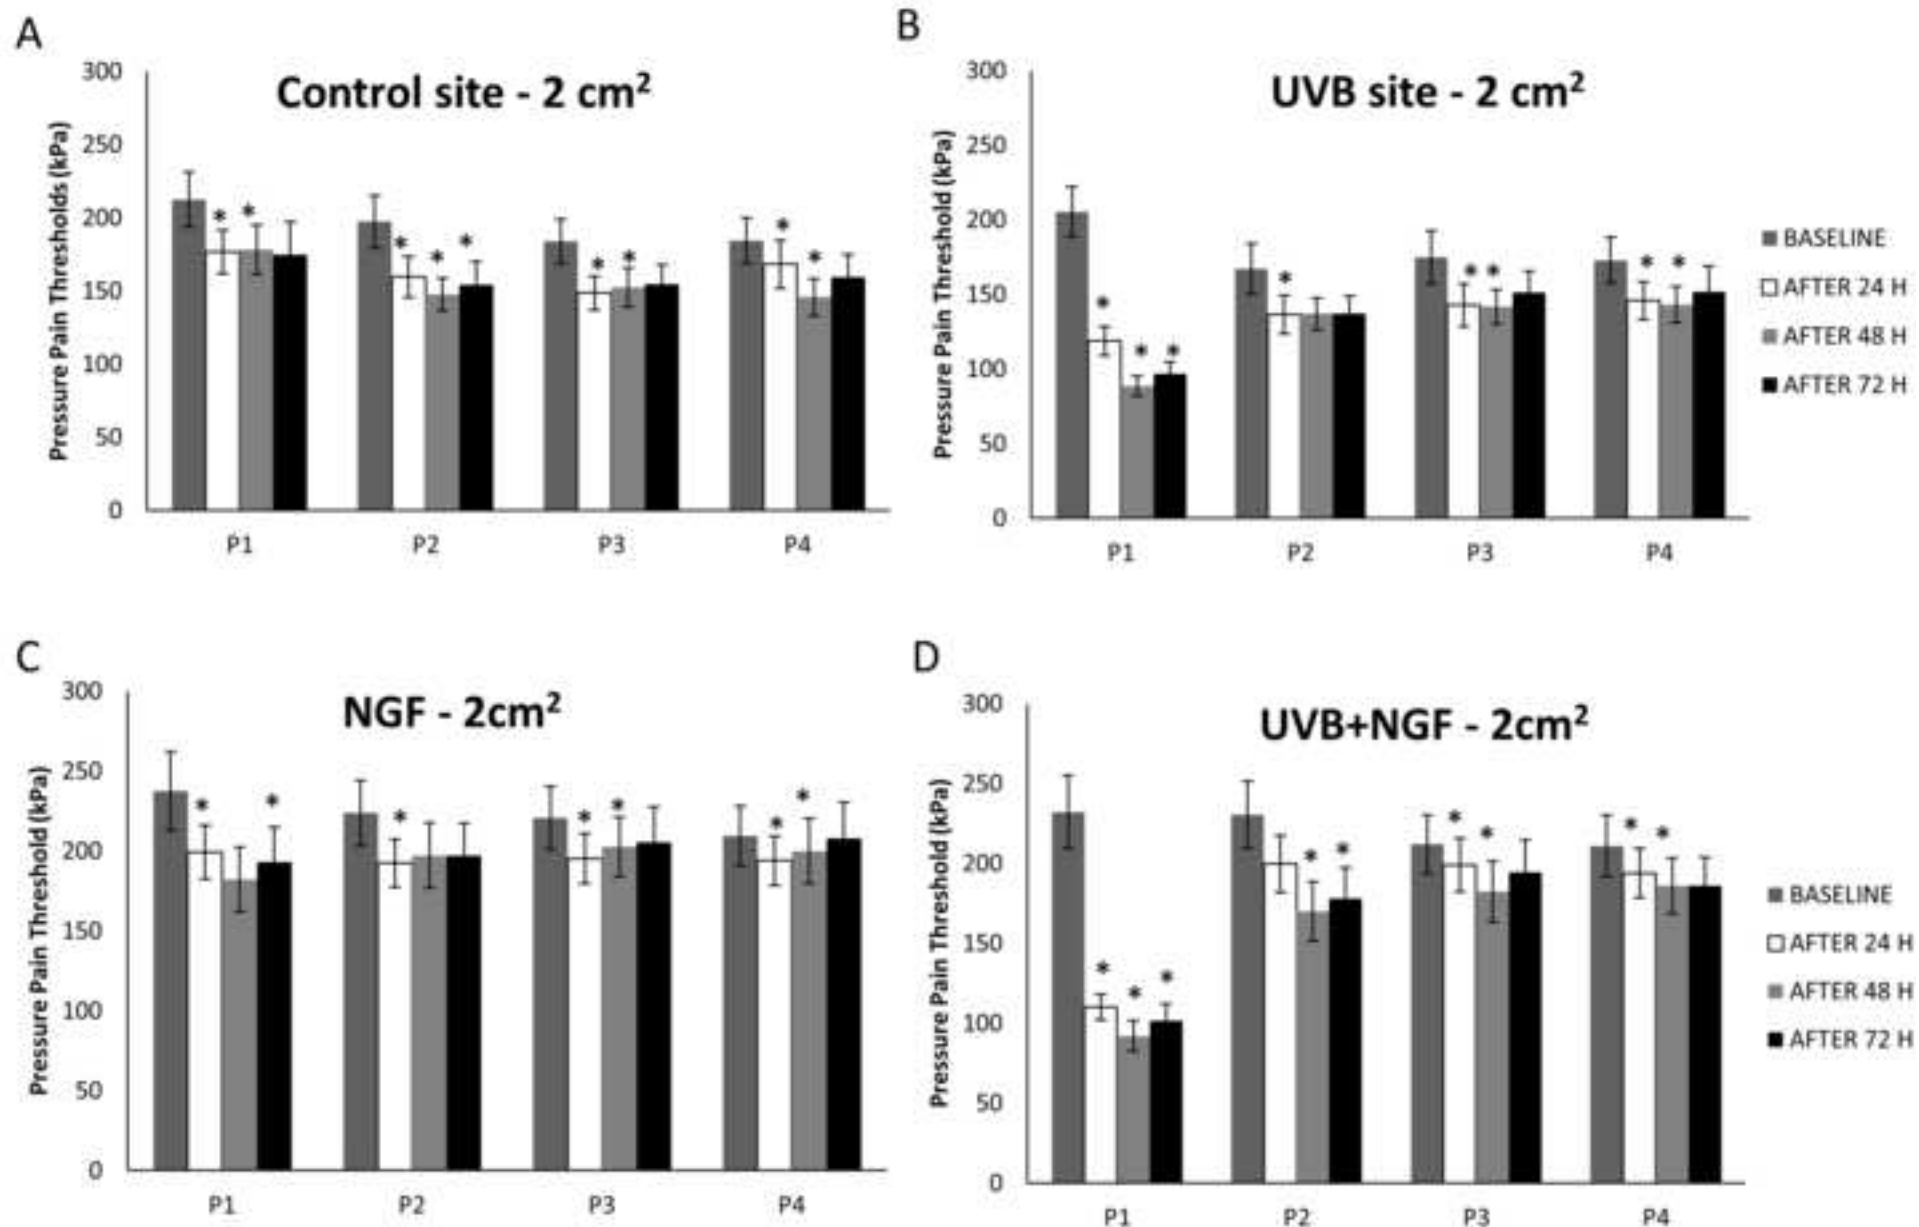 A
Control site - 2 cm²
Pressure Pain Thresholds (kPa)
300
250
200
150
100
50
0
* * * * * * * * *
P1 P2 P3 P4
B
UVB site - 2 cm²
Pressure Pain Threshold (kPa)
300
250
200
150
100
50
0
* * * * * * * *
P1 P2 P3 P4
BASELINE
AFTER 24 H
AFTER 48 H
AFTER 72 H
C
NGF - 2cm²
Pressure Pain Threshold (kPa)
300
250
200
150
100
50
0
* * * * * * *
P1 P2 P3 P4
D
UVB+NGF - 2cm²
Pressure Pain Threshold (kPa)
300
250
200
150
100
50
0
* * * * * * * * *
P1 P2 P3 P4
BASELINE
AFTER 24 H
AFTER 48 H
AFTER 72 H